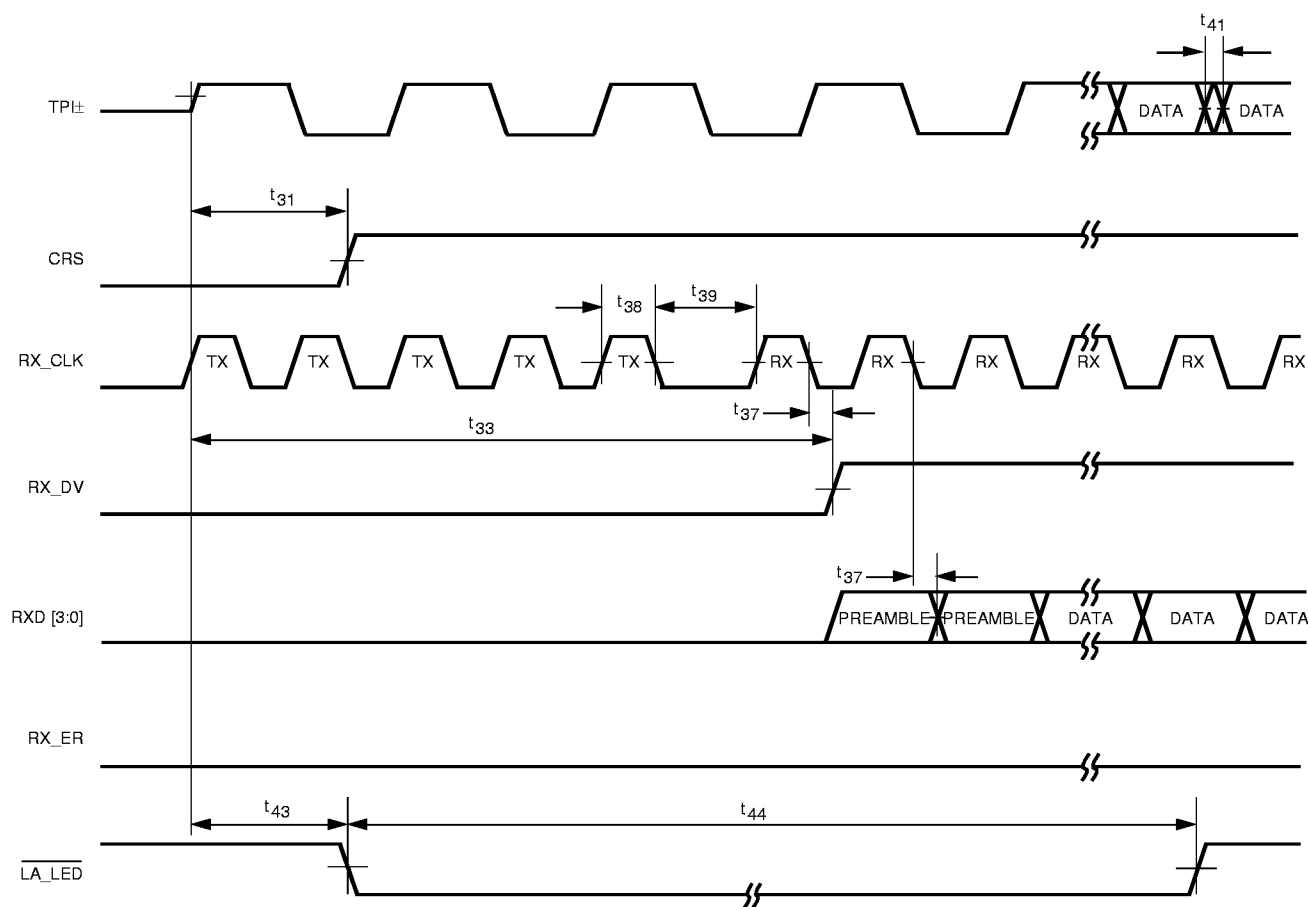 t41
TPI± DATA DATA
t31
CRS
t38 t39
RX_CLK TX TX TX TX TX RX RX RX RX RX RX
t37
t33
RX_DV
t37
RXD [3:0] PREAMBLE PREAMBLE DATA DATA DATA
RX_ER
t43 t44
LA_LED